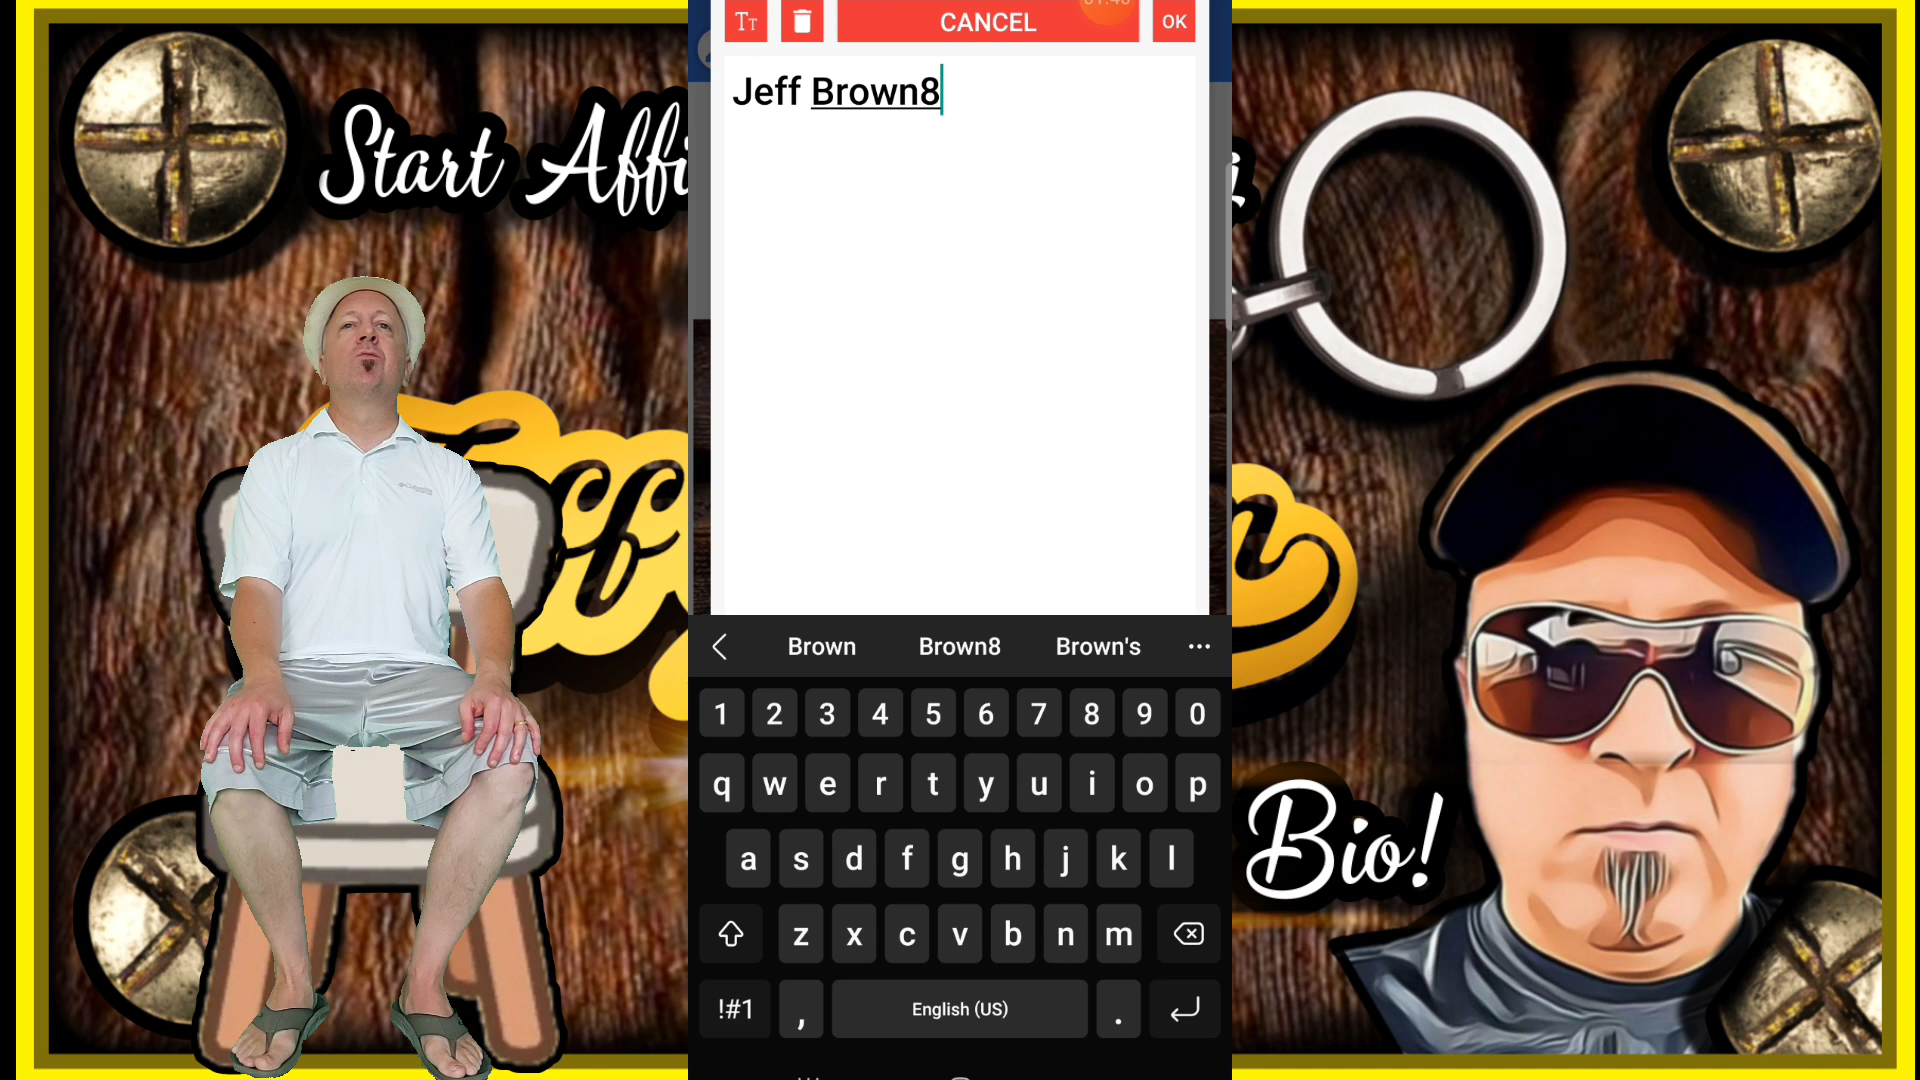 Tт CANCEL OK
Jeff Brown8
Start Affi
Bio!
Brown Brown8 Brown's ...
1 2 3 4 5 6 7 8 9 0
q w e r t y u i o p
a s d f g h j k l
z x c v b n m
!#1 , English (US) .